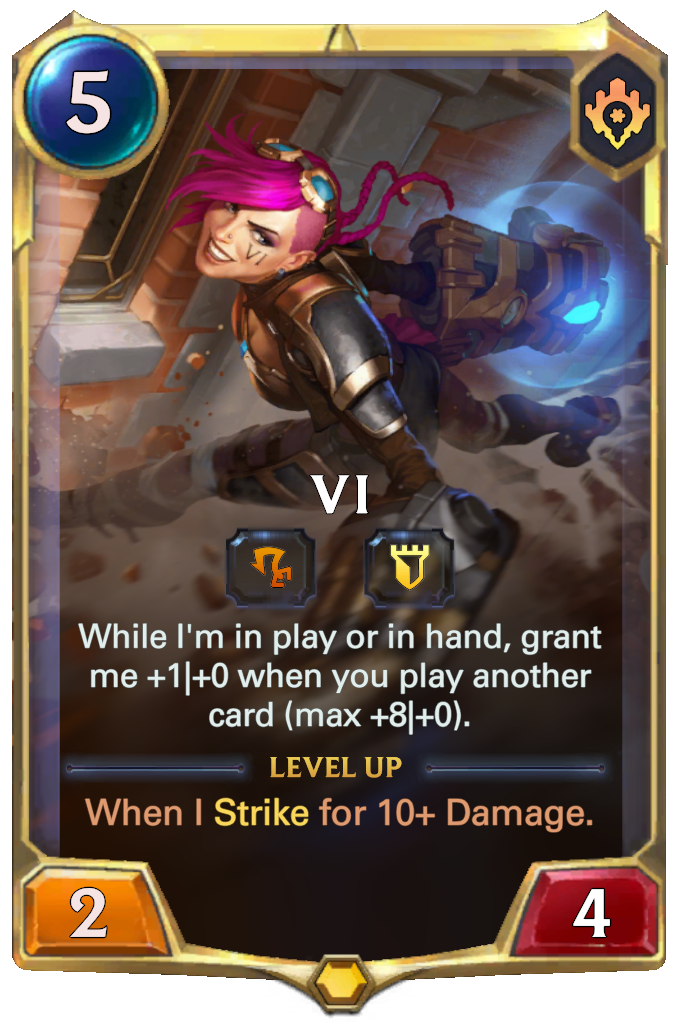 5
VI
VI
While I'm in play or in hand, grant
me +1|+0 when you play another
card (max +8|+0).
LEVEL UP
When I Strike for 10+ Damage.
2
4